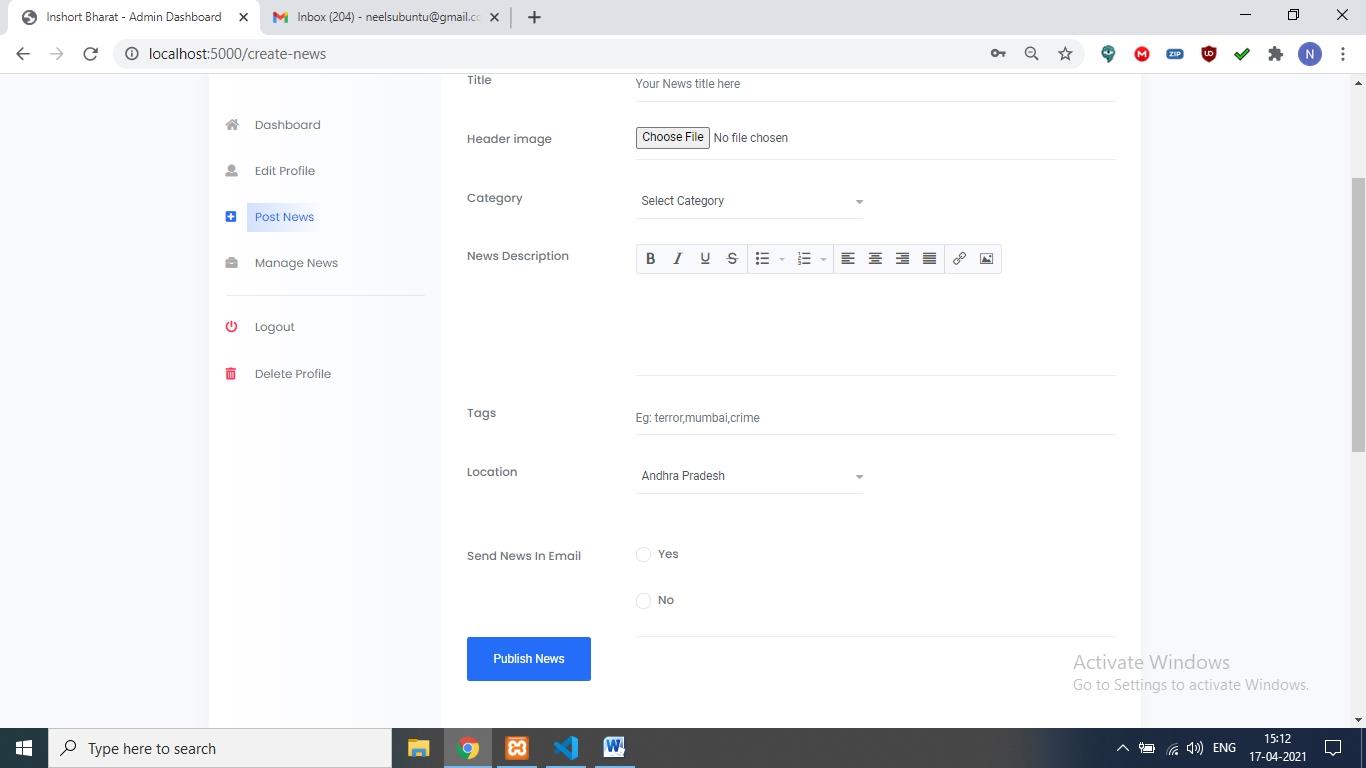 Inshort Bharat - Admin Dashboard
Inbox (204) - neelsubuntu@gmail.cc
localhost:5000/create-news
ZIP
N
Title
Your News title here
Dashboard
Header image
Choose File No file chosen
Edit Profile
Category
Select Category
Post News
News Description
B I U S
Manage News
Logout
Delete Profile
Tags
Eg: terror,mumbai,crime
Location
Andhra Pradesh
Send News In Email
Yes
No
Publish News
Activate Windows
Go to Settings to activate Windows.
Type here to search
ENG
15:12
17-04-2021